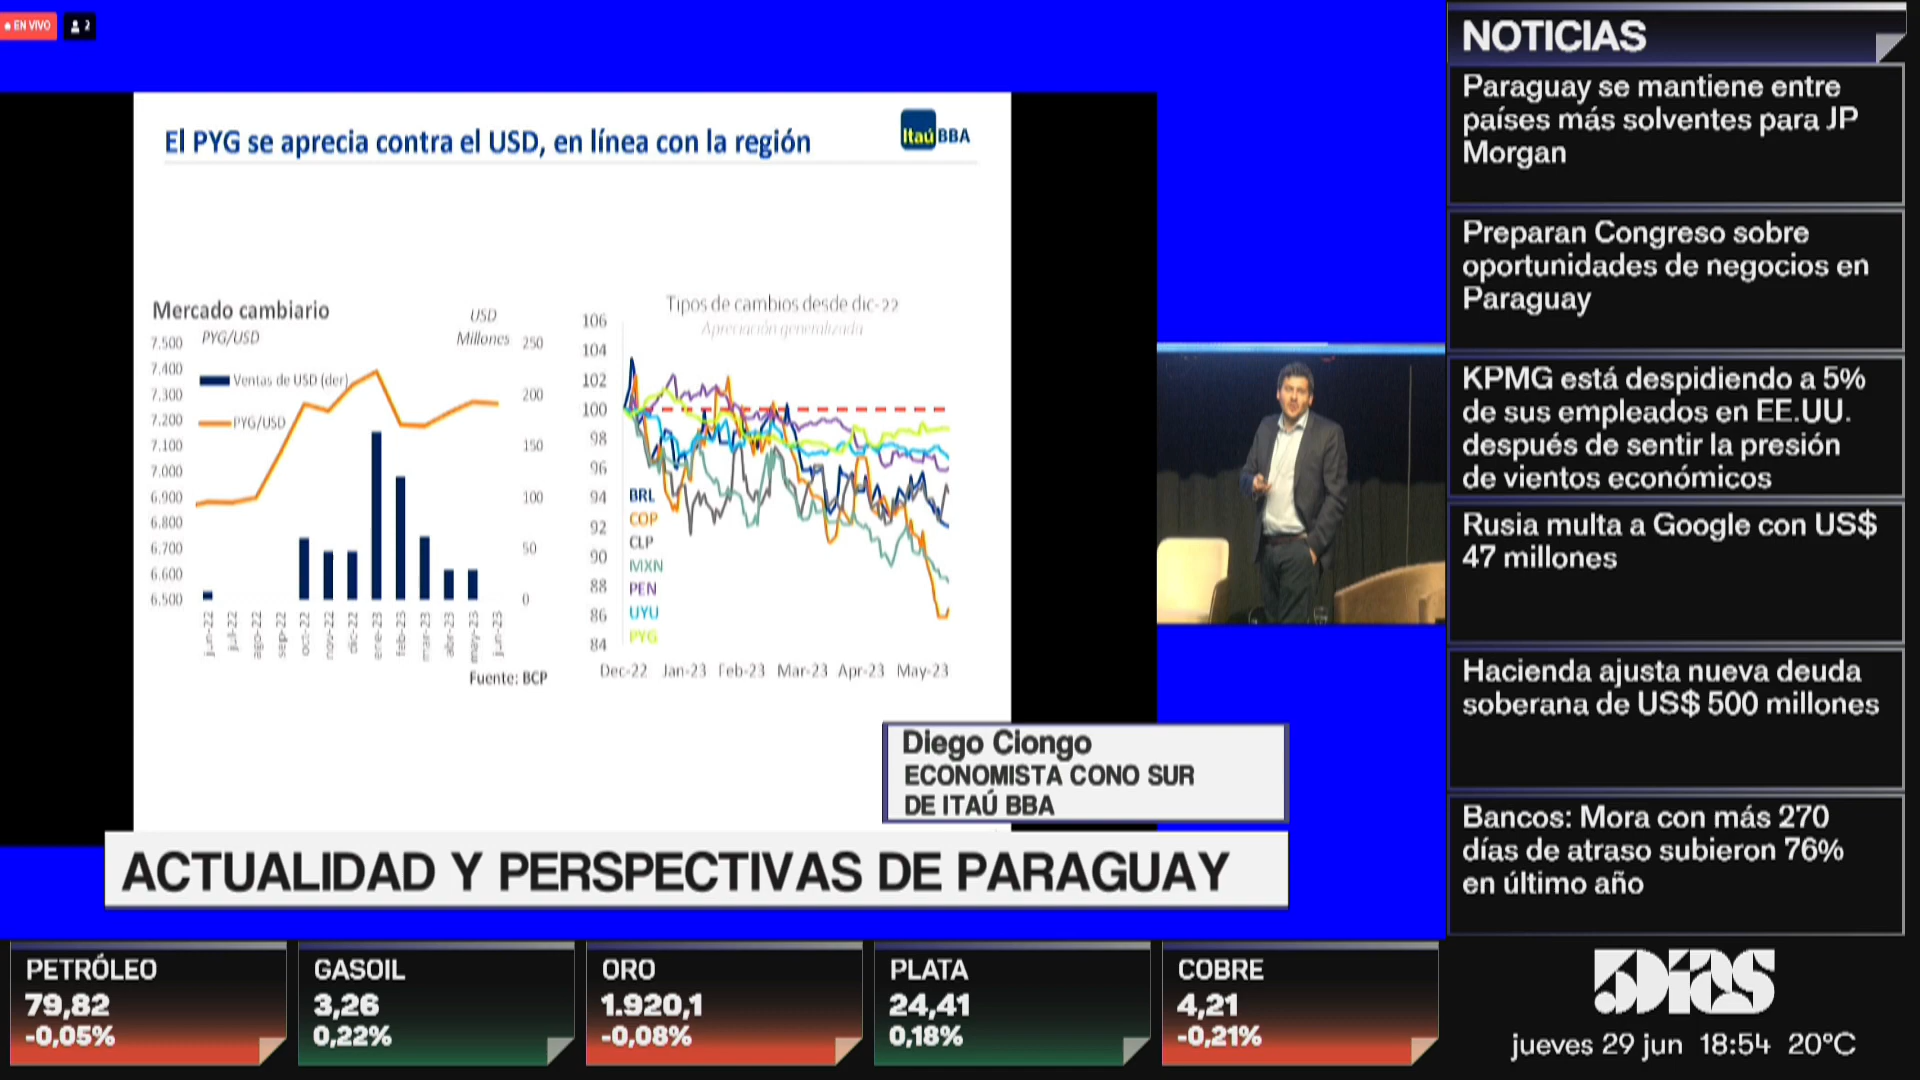 EN VIVO
2
El PYG se aprecia contra el USD, en línea con la región
Itaú BBA
Mercado cambiario
PYG/USD
USD
Millones
7.500
7.400
7.300
7.200
7.100
7.000
6.900
6.800
6.700
6.600
6.500
250
200
150
100
50
0
Ventas de USD (der)
PYG/USD
jun-22
jul-22
ago-22
sep-22
oct-22
nov-22
dic-22
ene-23
feb-23
mar-23
abr-23
may-23
jun-23
Fuente: BCP
Tipos de cambios desde dic-22
Apreciación generalizada
106
104
102
100
98
96
94
92
90
88
86
84
BRL
COP
CLP
MXN
PEN
UYU
PYG
Dec-22 Jan-23 Feb-23 Mar-23 Apr-23 May-23
Diego Ciongo
ECONOMISTA CONO SUR
DE ITAÚ BBA
ACTUALIDAD Y PERSPECTIVAS DE PARAGUAY
NOTICIAS
Paraguay se mantiene entre
países más solventes para JP
Morgan
Preparan Congreso sobre
oportunidades de negocios en
Paraguay
KPMG está despidiendo a 5%
de sus empleados en EE.UU.
después de sentir la presión
de vientos económicos
Rusia multa a Google con US$
47 millones
Hacienda ajusta nueva deuda
soberana de US$ 500 millones
Bancos: Mora con más 270
días de atraso subieron 76%
en último año
PETRÓLEO
79,82
-0,05%
GASOIL
3,26
0,22%
ORO
1.920,1
-0,08%
PLATA
24,41
0,18%
COBRE
4,21
-0,21%
5Días
jueves 29 jun 18:54 20°C